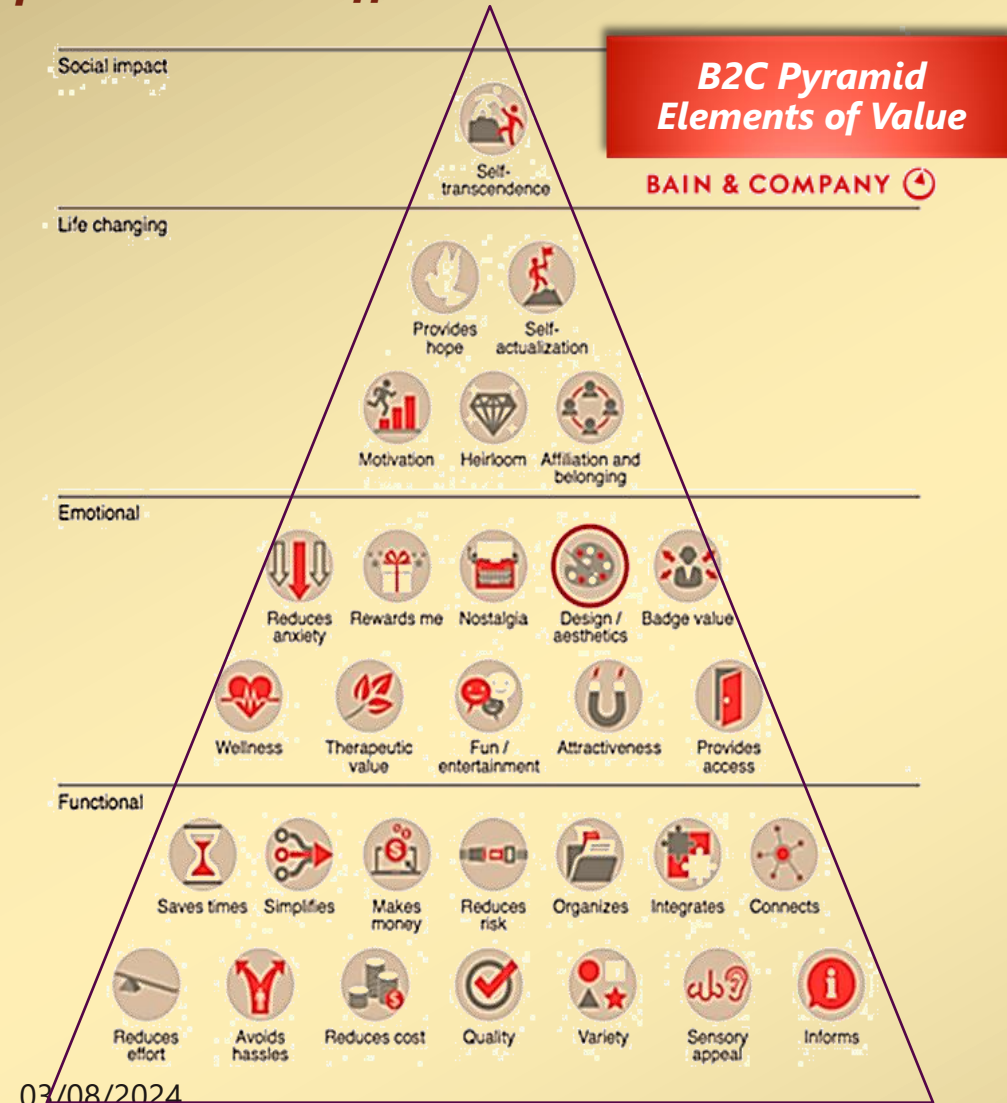 B2C Pyramid
Elements of Value
BAIN & COMPANY
Social impact
Self-
transcendence
Life changing
Provides
hope
Self-
actualization
Motivation
Heirloom
Affiliation and
belonging
Emotional
Reduces
anxiety
Rewards me
Nostalgia
Design /
aesthetics
Badge value
Wellness
Therapeutic
value
Fun /
entertainment
Attractiveness
Provides
access
Functional
Saves times
Simplifies
Makes
money
Reduces
risk
Organizes
Integrates
Connects
Reduces
effort
Avoids
hassles
Reduces cost
Quality
Variety
Sensory
appeal
Informs
03/08/2024